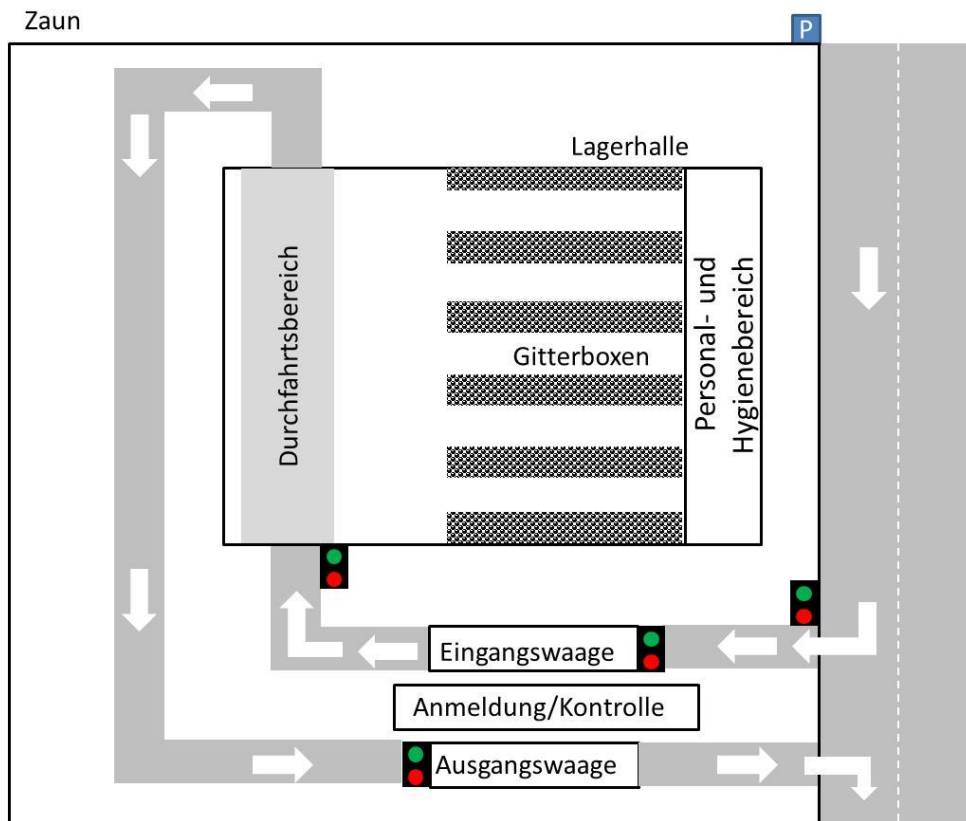 Zaun
P
Lagerhalle
Durchfahrtsbereich
Gitterboxen
Personal- und
Hygienebereich
Eingangswaage
Anmeldung/Kontrolle
Ausgangswaage